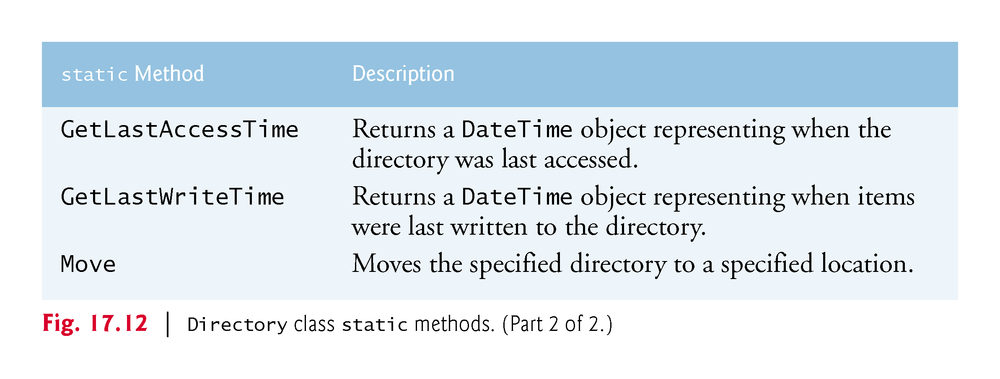 static Method Description
GetLastAccessTime Returns a DateTime object representing when the
directory was last accessed.
GetLastWriteTime Returns a DateTime object representing when items
were last written to the directory.
Move Moves the specified directory to a specified location.
Fig. 17.12 | Directory class static methods. (Part 2 of 2.)